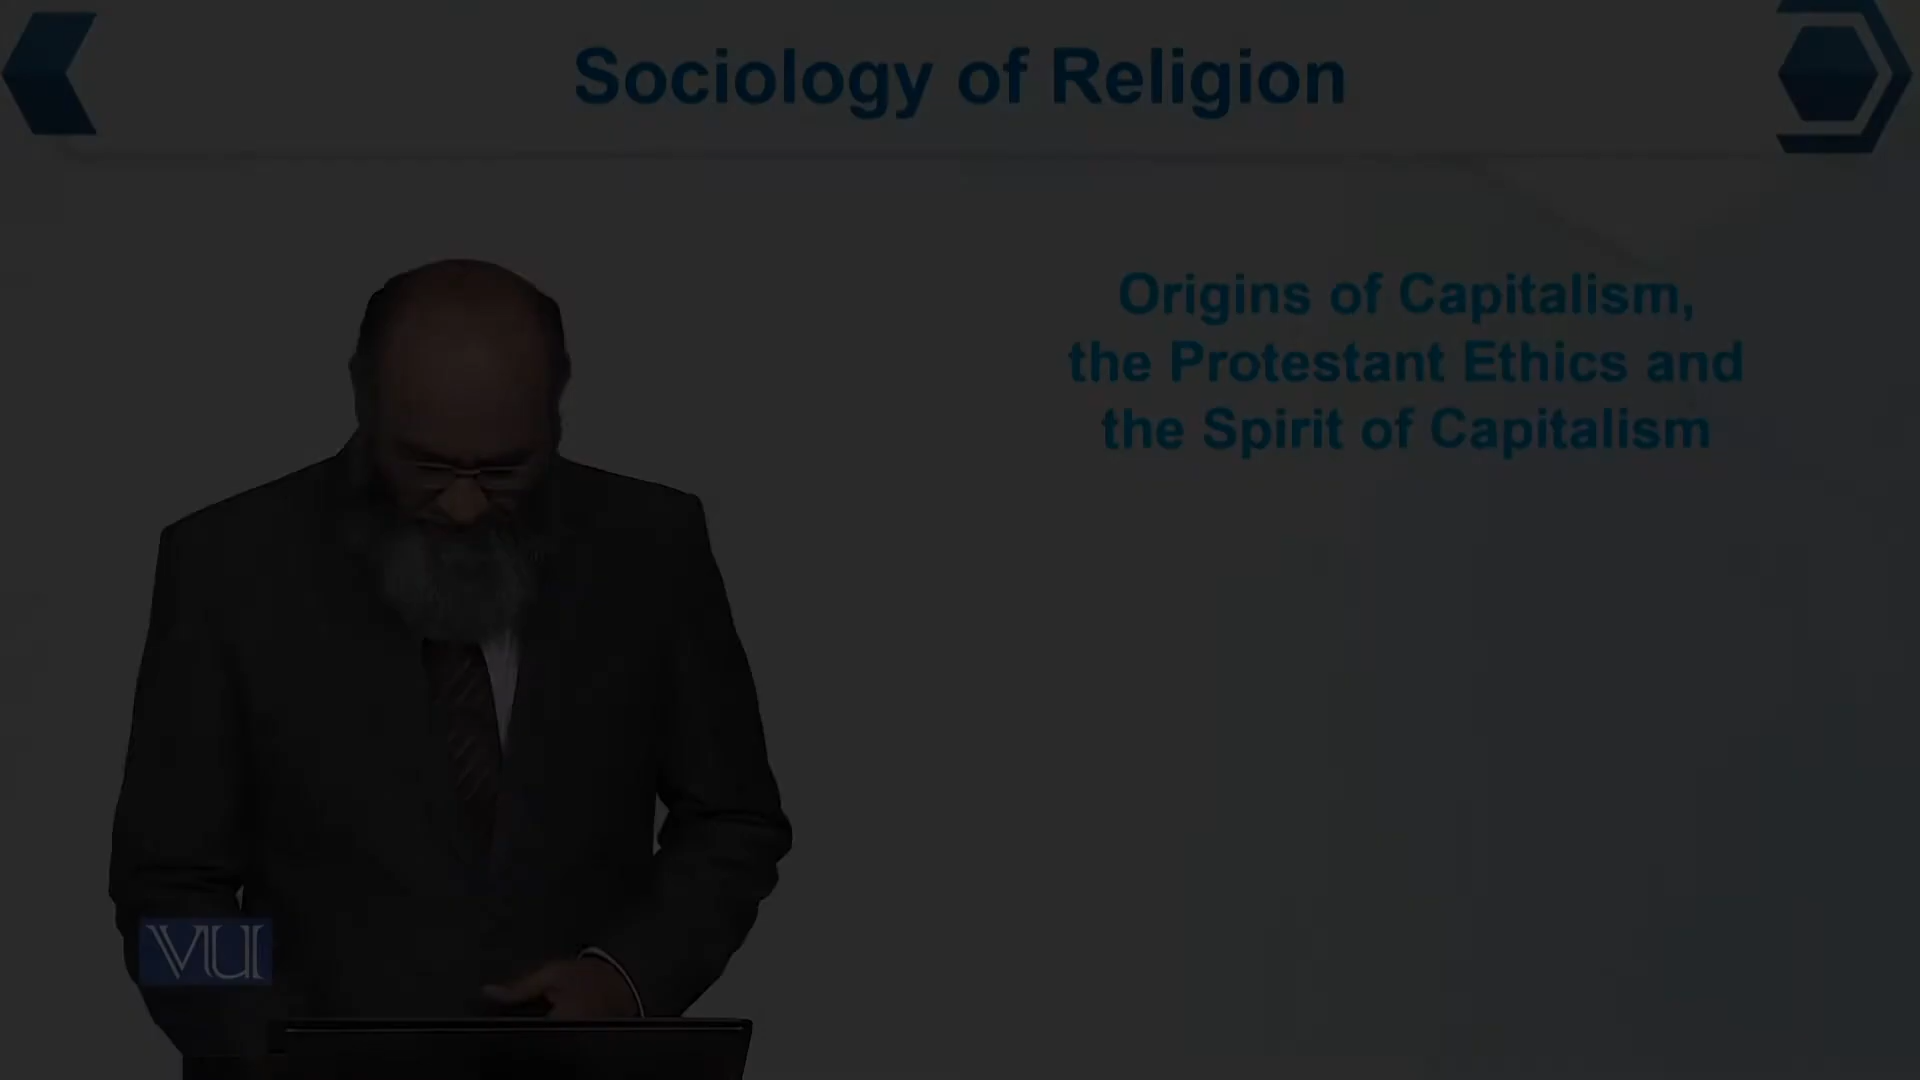 Sociology of Religion
Origins of Capitalism,
the Protestant Ethics and
the Spirit of Capitalism
VU